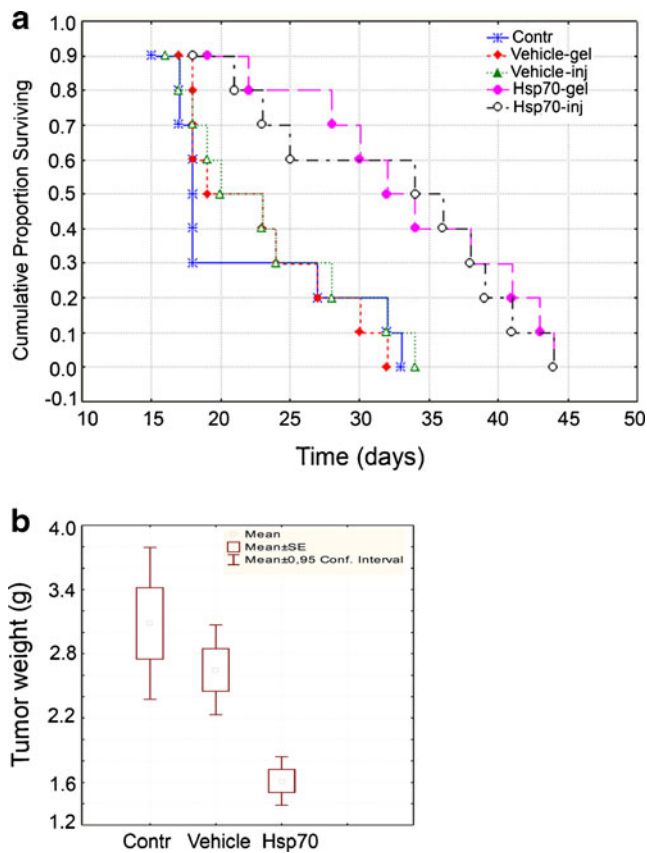 a
Cumulative Proportion Surviving
1.0
0.9
0.8
0.7
0.6
0.5
0.4
0.3
0.2
0.1
0.0
-0.1
Contr
Vehicle-gel
Vehicle-inj
Hsp70-gel
Hsp70-inj
10 15 20 25 30 35 40 45 50
Time (days)
b
Tumor weight (g)
4.0
3.4
2.8
2.2
1.6
1.2
Mean
Mean±SE
Mean±0,95 Conf. Interval
Contr Vehicle Hsp70